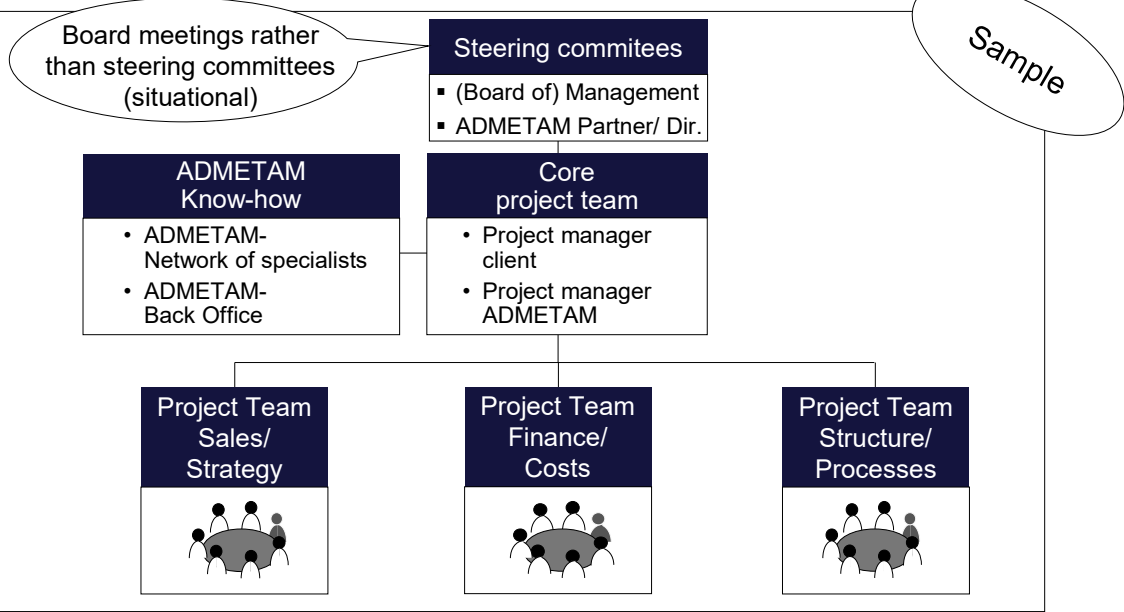 Board meetings rather
than steering committees
(situational)
Steering commitees
▪ (Board of) Management
▪ ADMETAM Partner/ Dir.
Sample
ADMETAM
Know-how
• ADMETAM-
Network of specialists
• ADMETAM-
Back Office
Core
project team
• Project manager
client
• Project manager
ADMETAM
Project Team
Sales/
Strategy
Project Team
Finance/
Costs
Project Team
Structure/
Processes